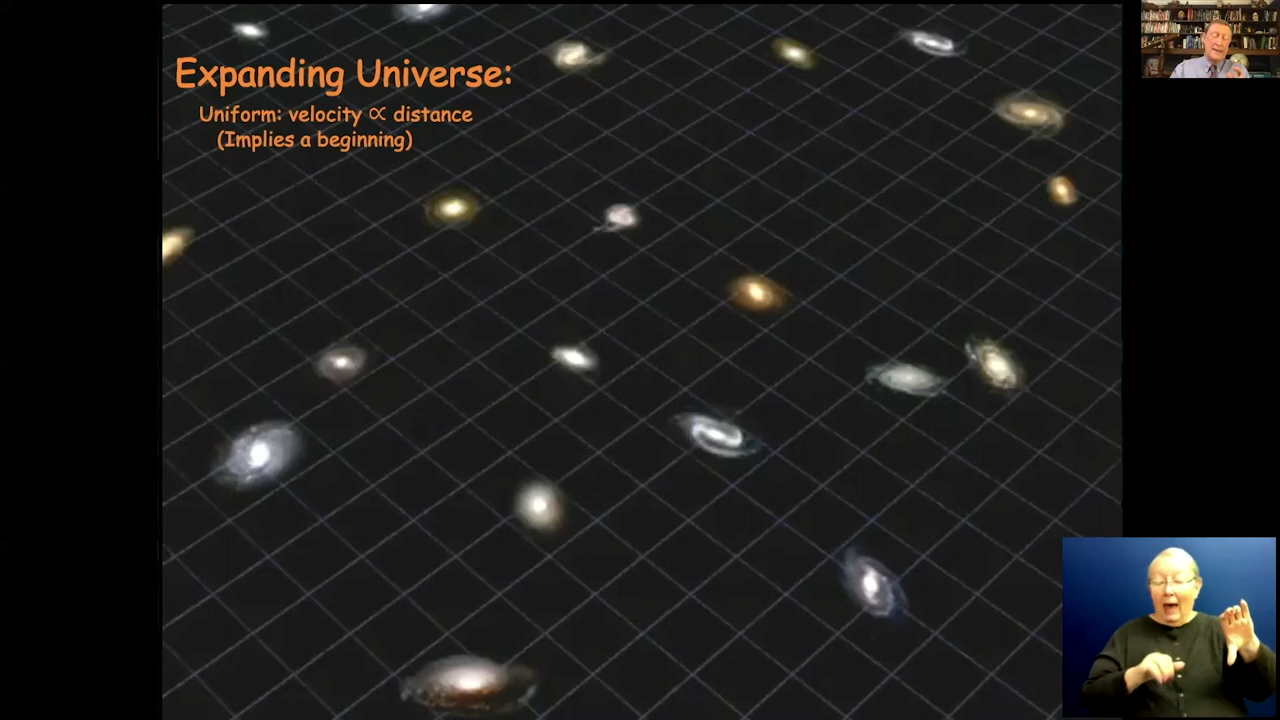 Expanding Universe:
Uniform: velocity ∝ distance
(Implies a beginning)